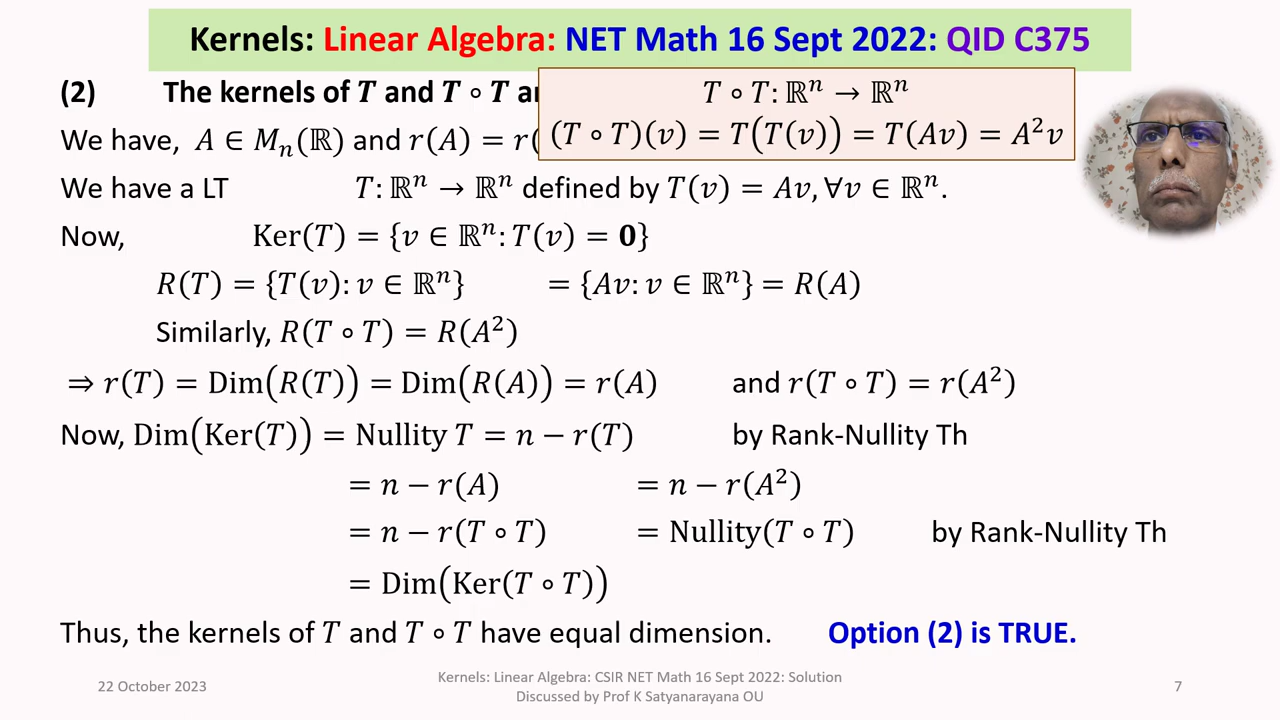 Kernels: Linear Algebra: NET Math 16 Sept 2022: QID C375
(2) The kernels of T and T ∘ T
T ∘ T: ℝⁿ → ℝⁿ
(T ∘ T)(v) = T(T(v)) = T(Av) = A²v
We have, A ∈ Mₙ(ℝ) and r(A) = r(
We have a LT T: ℝⁿ → ℝⁿ defined by T(v) = Av, ∀v ∈ ℝⁿ.
Now, Ker(T) = {v ∈ ℝⁿ: T(v) = 𝟎}
R(T) = {T(v): v ∈ ℝⁿ} = {Av: v ∈ ℝⁿ} = R(A)
Similarly, R(T ∘ T) = R(A²)
⇒ r(T) = Dim(R(T)) = Dim(R(A)) = r(A) and r(T ∘ T) = r(A²)
Now, Dim(Ker(T)) = Nullity T = n − r(T) by Rank-Nullity Th
= n − r(A) = n − r(A²)
= n − r(T ∘ T) = Nullity(T ∘ T) by Rank-Nullity Th
= Dim(Ker(T ∘ T))
Thus, the kernels of T and T ∘ T have equal dimension. Option (2) is TRUE.
22 October 2023
Kernels: Linear Algebra: CSIR NET Math 16 Sept 2022: Solution
Discussed by Prof K Satyanarayana OU
7